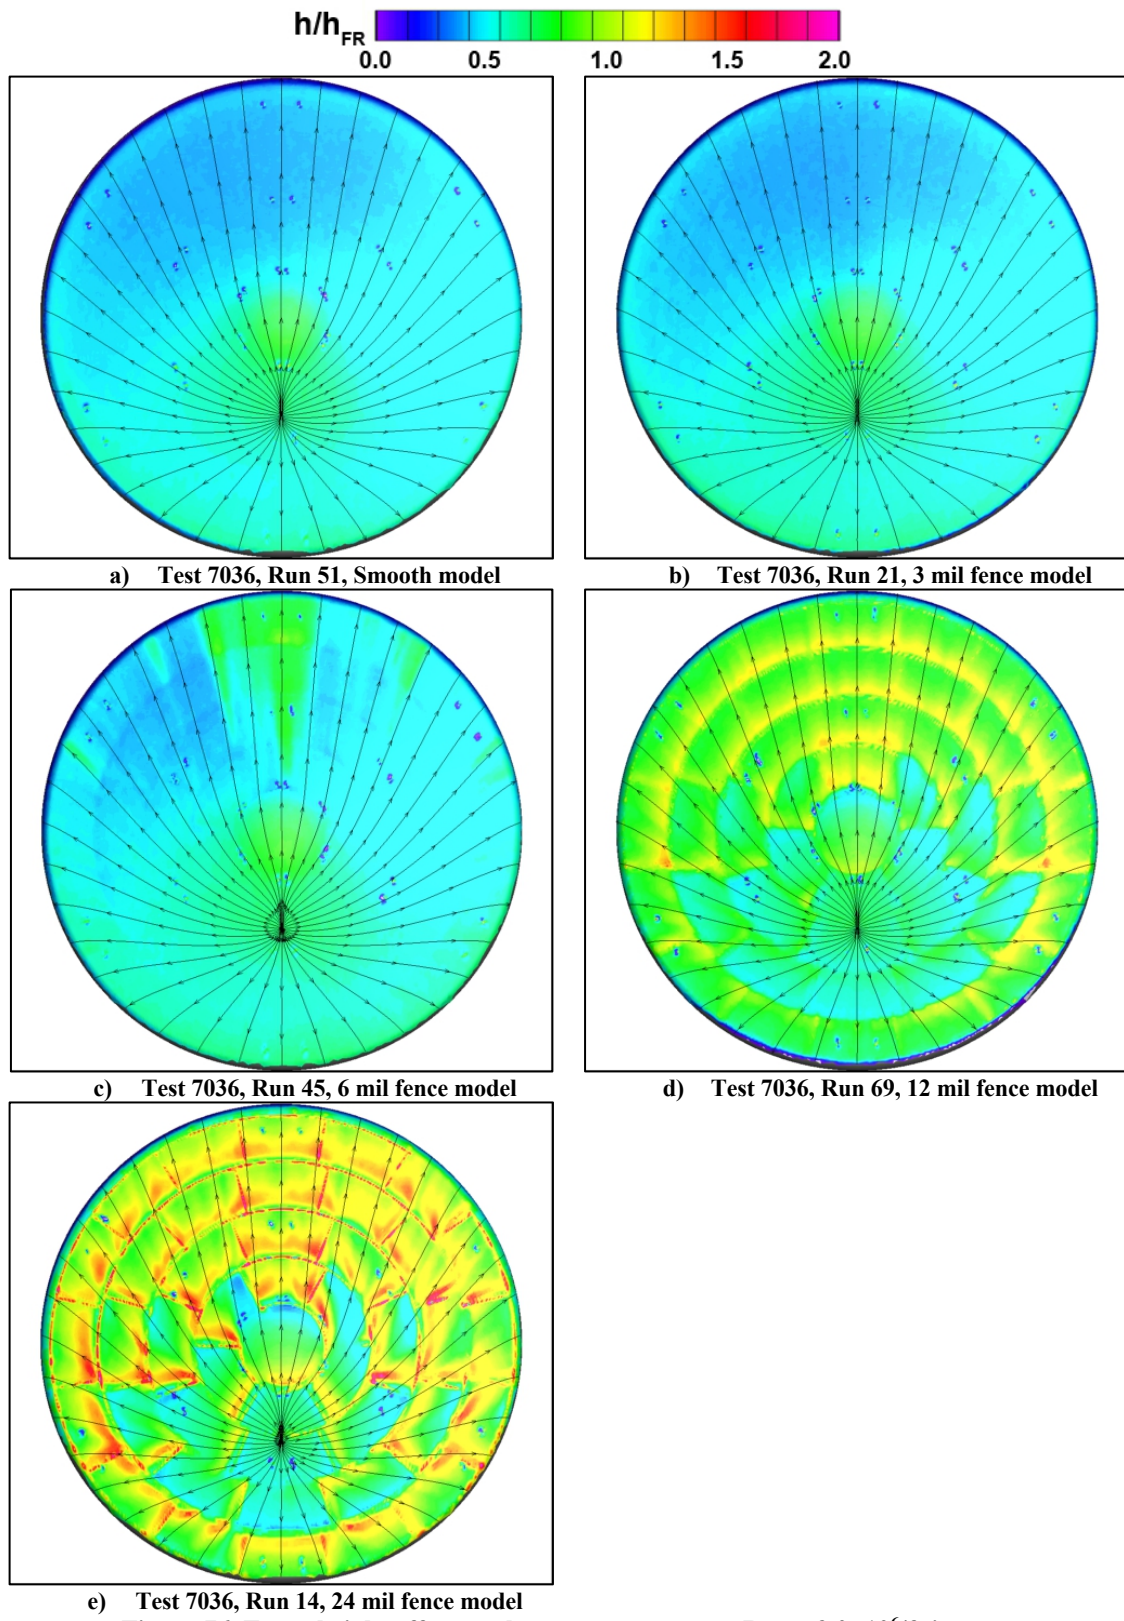 h/hFR
0.0 0.5 1.0 1.5 2.0
a) Test 7036, Run 51, Smooth model
b) Test 7036, Run 21, 3 mil fence model
c) Test 7036, Run 45, 6 mil fence model
d) Test 7036, Run 69, 12 mil fence model
e) Test 7036, Run 14, 24 mil fence model